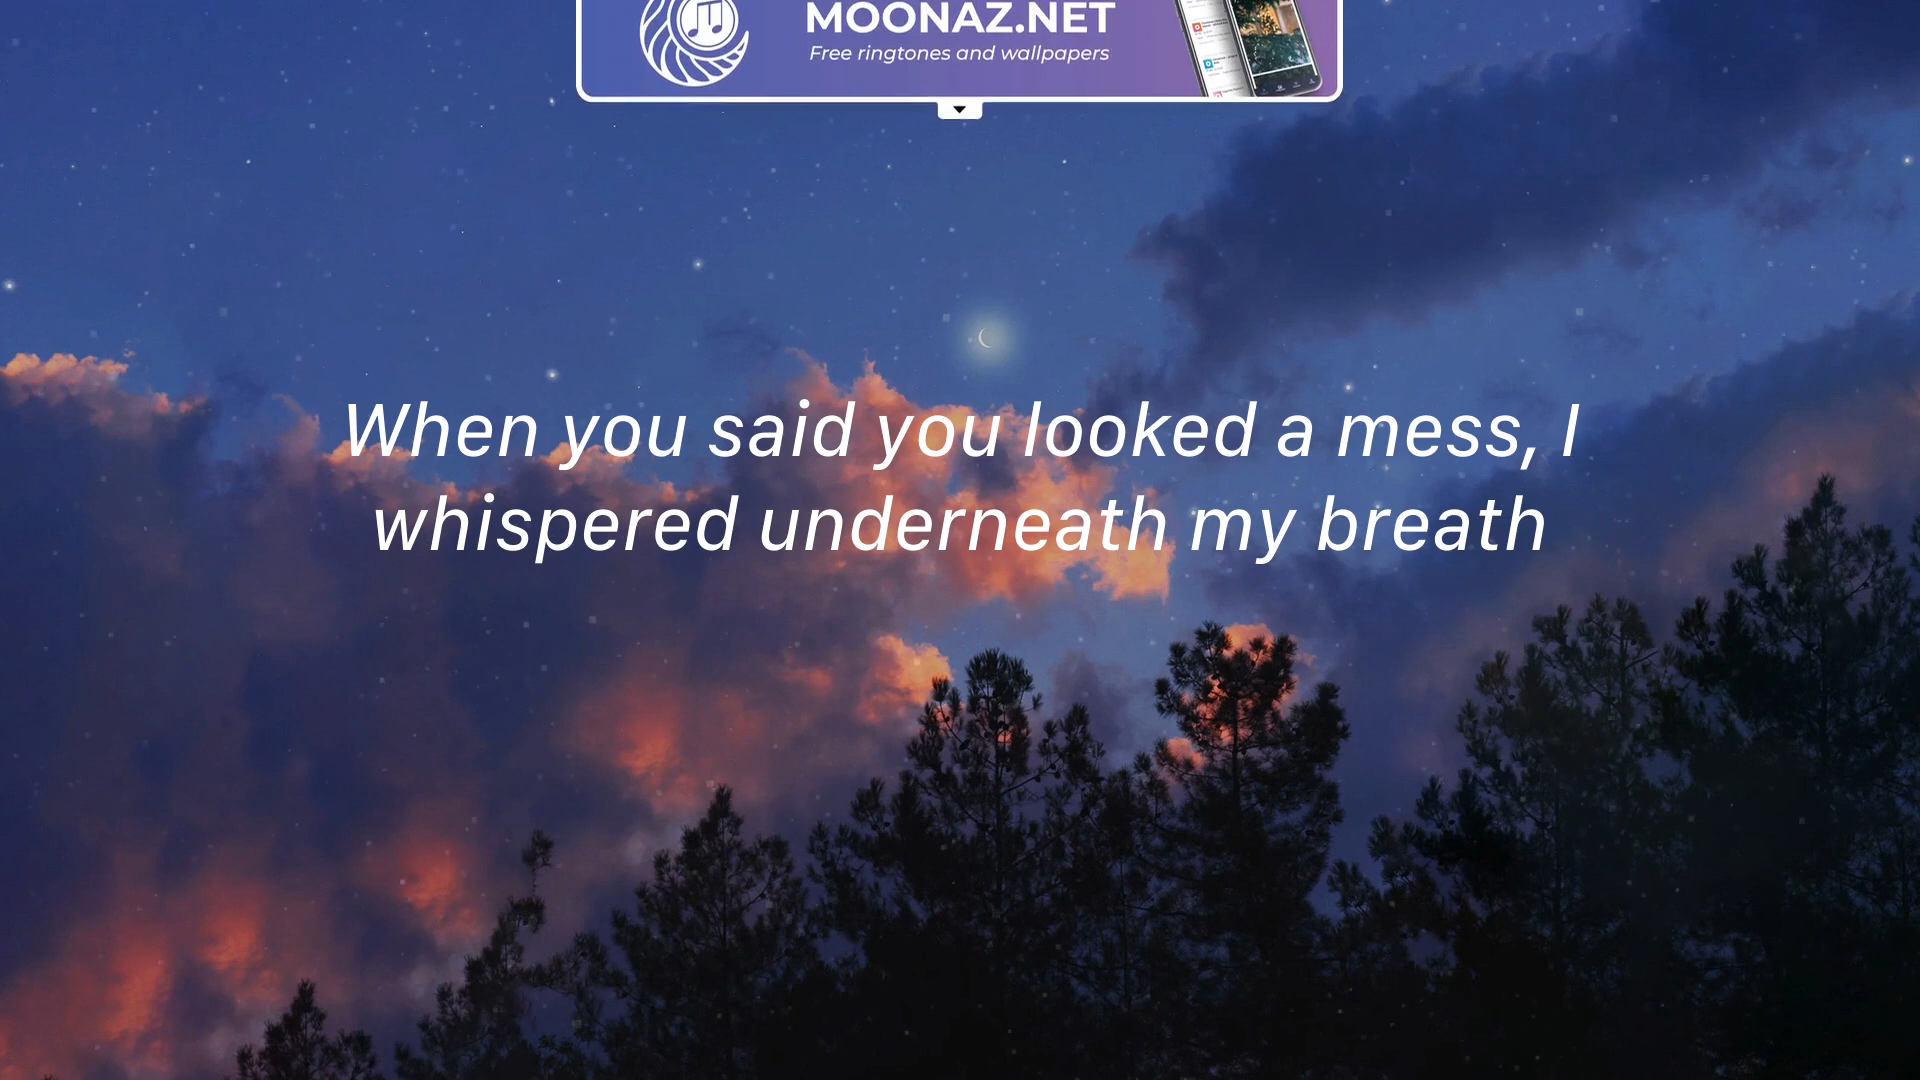 MOONAZ.NET
Free ringtones and wallpapers
When you said you looked a mess, I
whispered underneath my breath